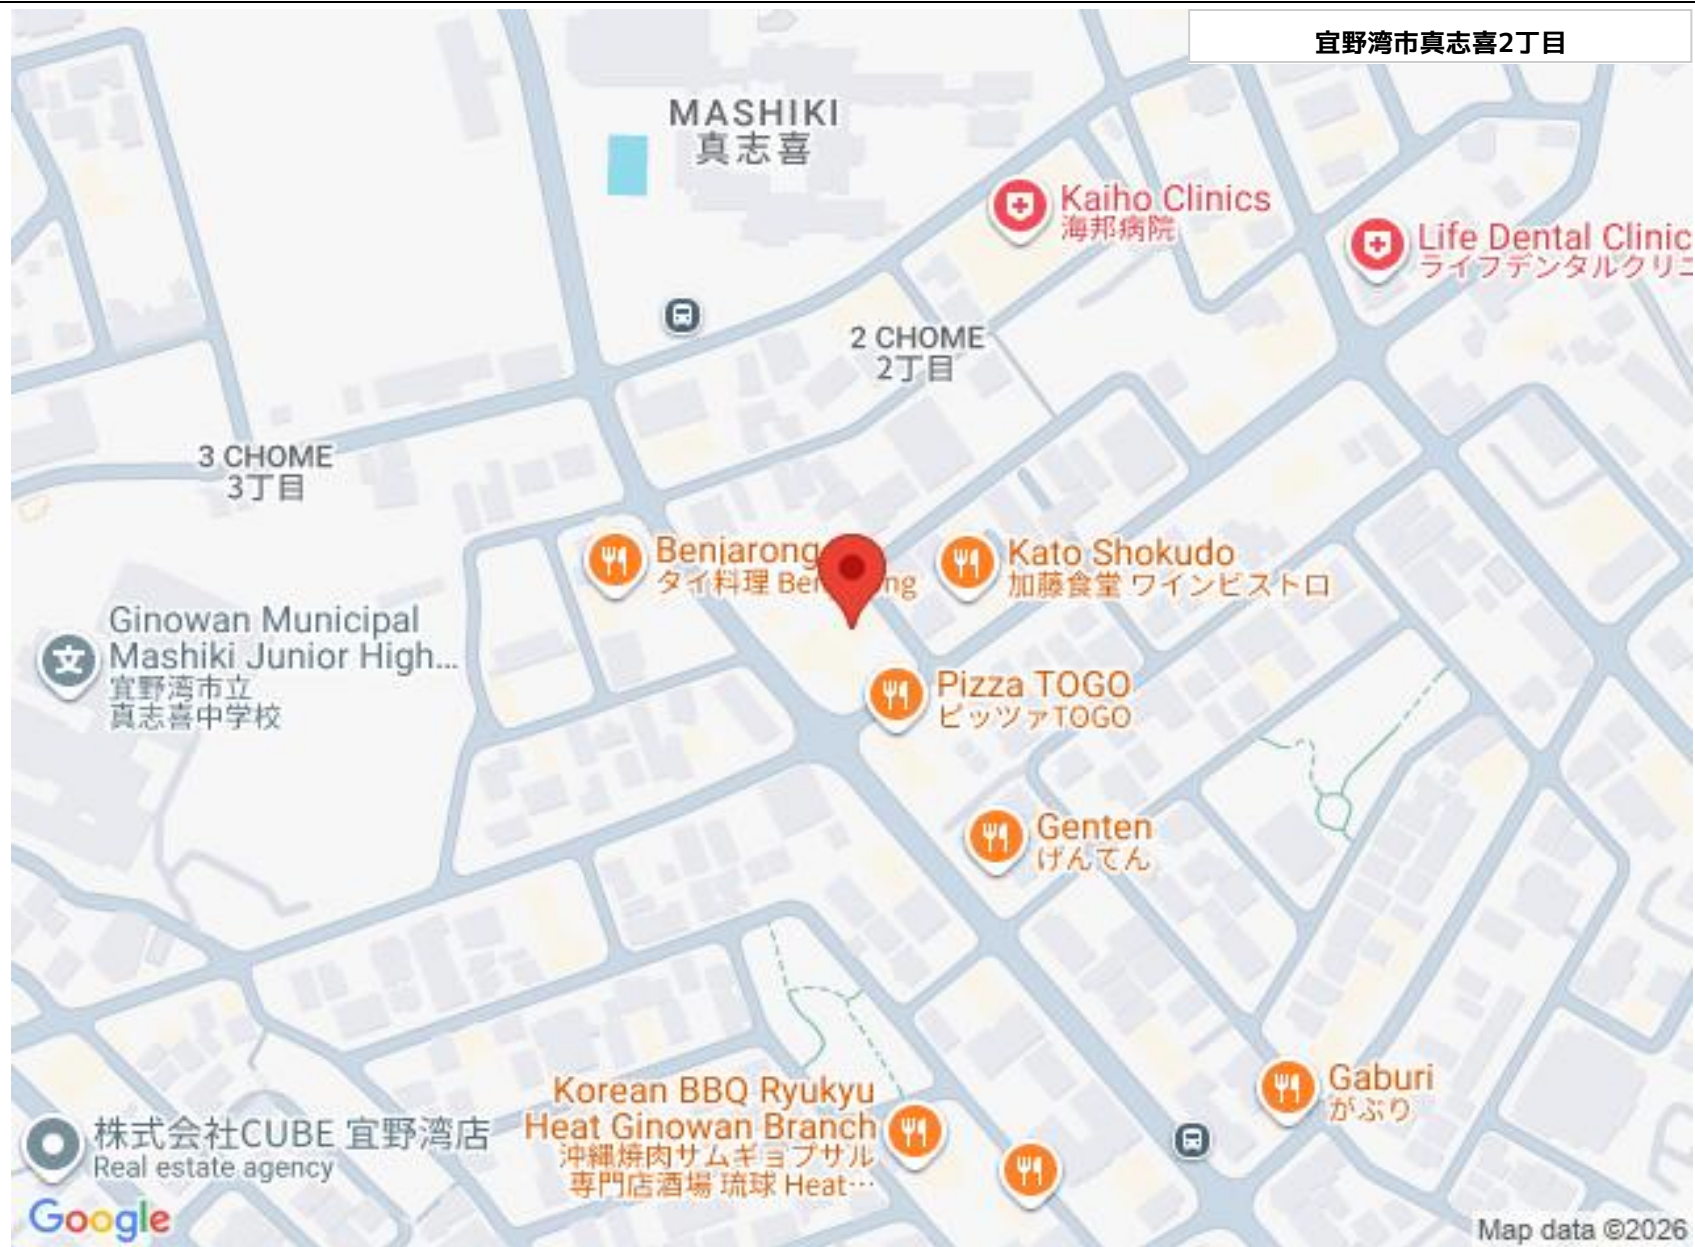 宜野湾市真志喜2丁目
MASHIKI
真志喜
Kaiho Clinics
海邦病院
Life Dental Clinic
ライフデンタルクリニ
2 CHOME
2丁目
3 CHOME
3丁目
Benjarong
タイ料理 Ben ng
Kato Shokudo
加藤食堂 ワインビストロ
Ginowan Municipal
Mashiki Junior High...
宜野湾市立
真志喜中学校
Pizza TOGO
ピッツァTOGO
Genten
げんてん
Korean BBQ Ryukyu
Heat Ginowan Branch
沖縄焼肉サムギョプサル
専門店酒場 琉球 Heat…
Gaburi
がぶり
株式会社CUBE 宜野湾店
Real estate agency
Google
Map data ©2026